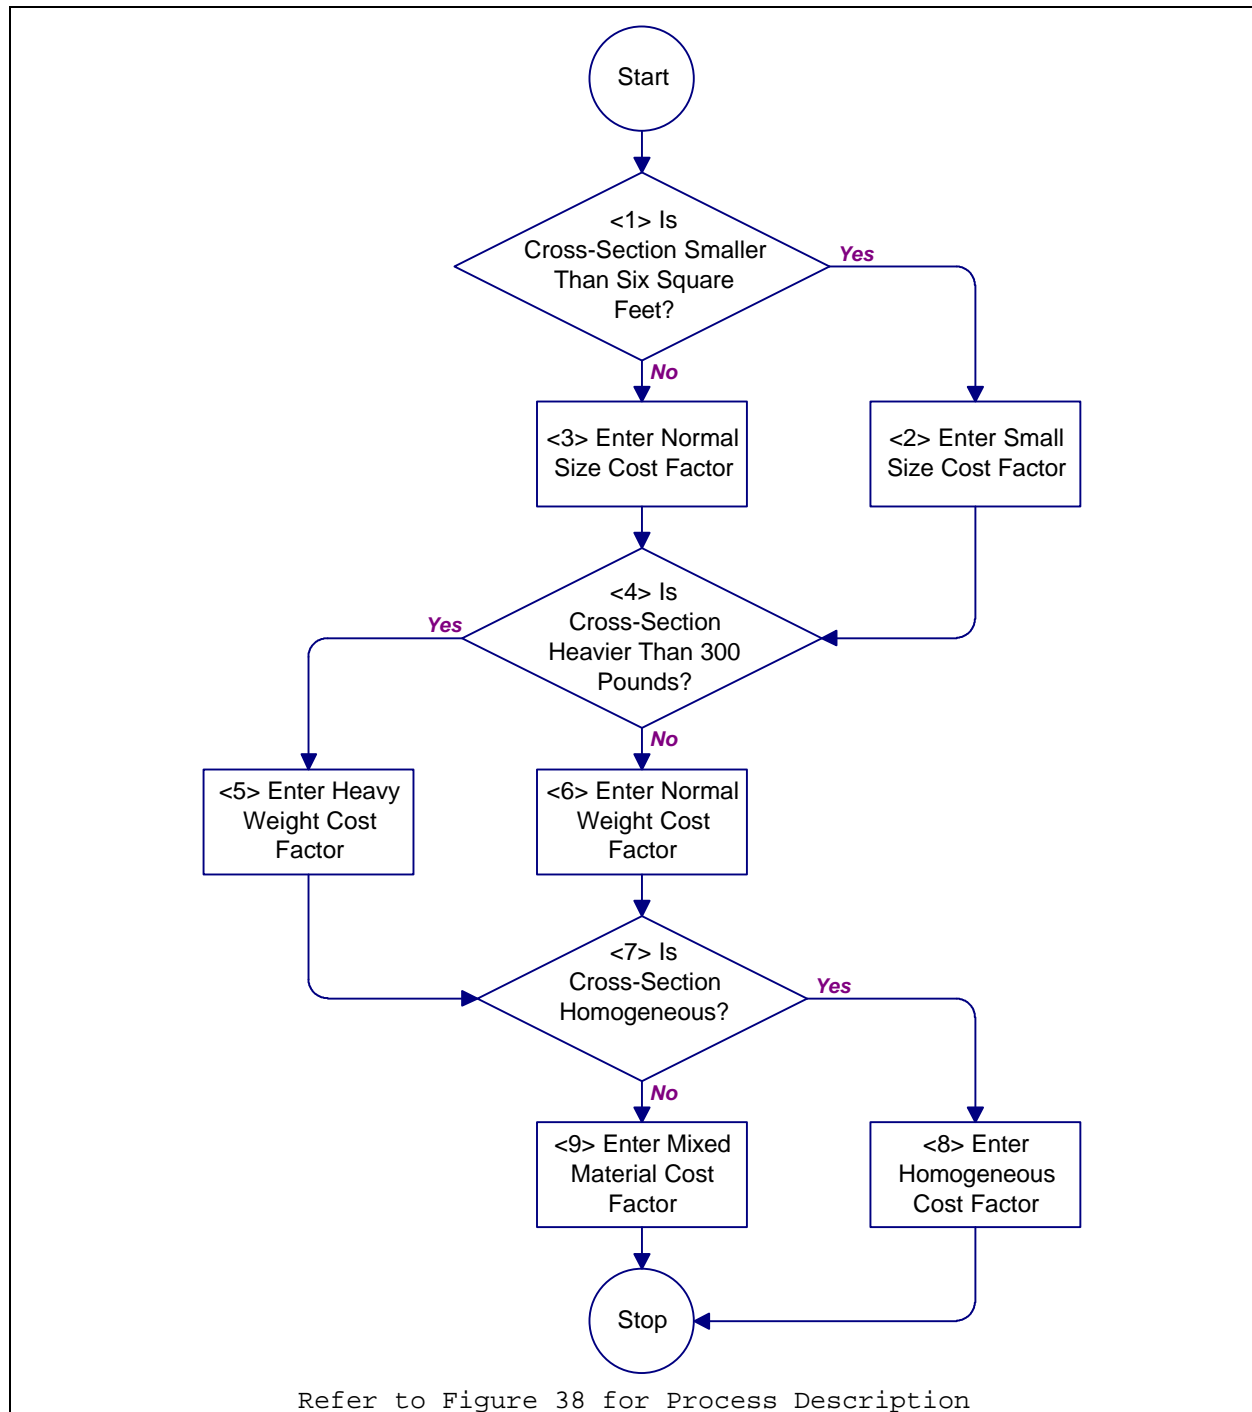 Start
<1> Is
Cross-Section Smaller
Than Six Square
Feet?
Yes
No
<3> Enter Normal
Size Cost Factor
<2> Enter Small
Size Cost Factor
<4> Is
Cross-Section
Heavier Than 300
Pounds?
Yes
No
<5> Enter Heavy
Weight Cost
Factor
<6> Enter Normal
Weight Cost
Factor
<7> Is
Cross-Section
Homogeneous?
Yes
No
<9> Enter Mixed
Material Cost
Factor
<8> Enter
Homogeneous
Cost Factor
Stop
Refer to Figure 38 for Process Description